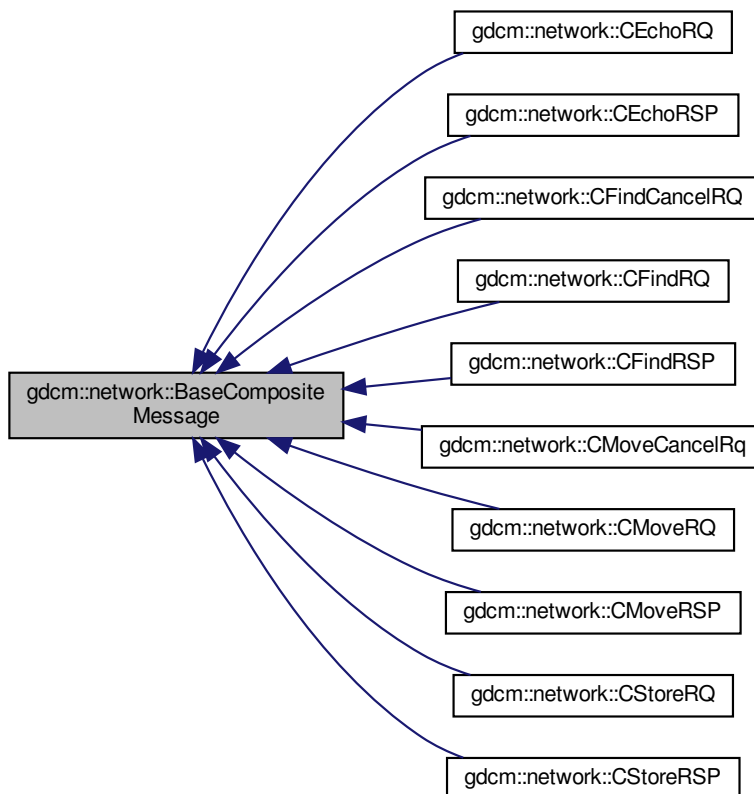 gdcm::network::CEchoRQ
gdcm::network::CEchoRSP
gdcm::network::CFindCancelRQ
gdcm::network::CFindRQ
gdcm::network::CFindRSP
gdcm::network::BaseComposite
Message
gdcm::network::CMoveCancelRq
gdcm::network::CMoveRQ
gdcm::network::CMoveRSP
gdcm::network::CStoreRQ
gdcm::network::CStoreRSP